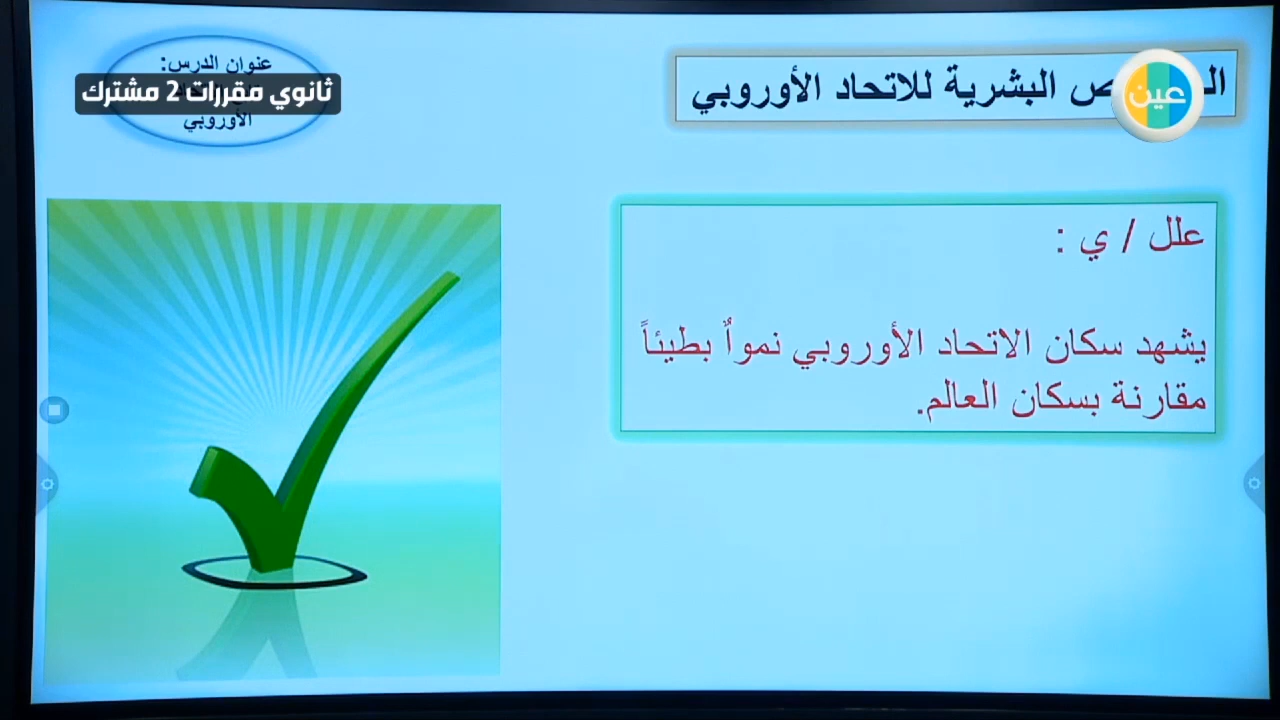 البشرية للاتحاد الأوروبي
عين
عنوان الدرس:
ثانوي مقررات 2 مشترك
الأوروبي
علل / ي :
يشهد سكان الاتحاد الأوروبي نمواٌ بطيئاً
مقارنة بسكان العالم.